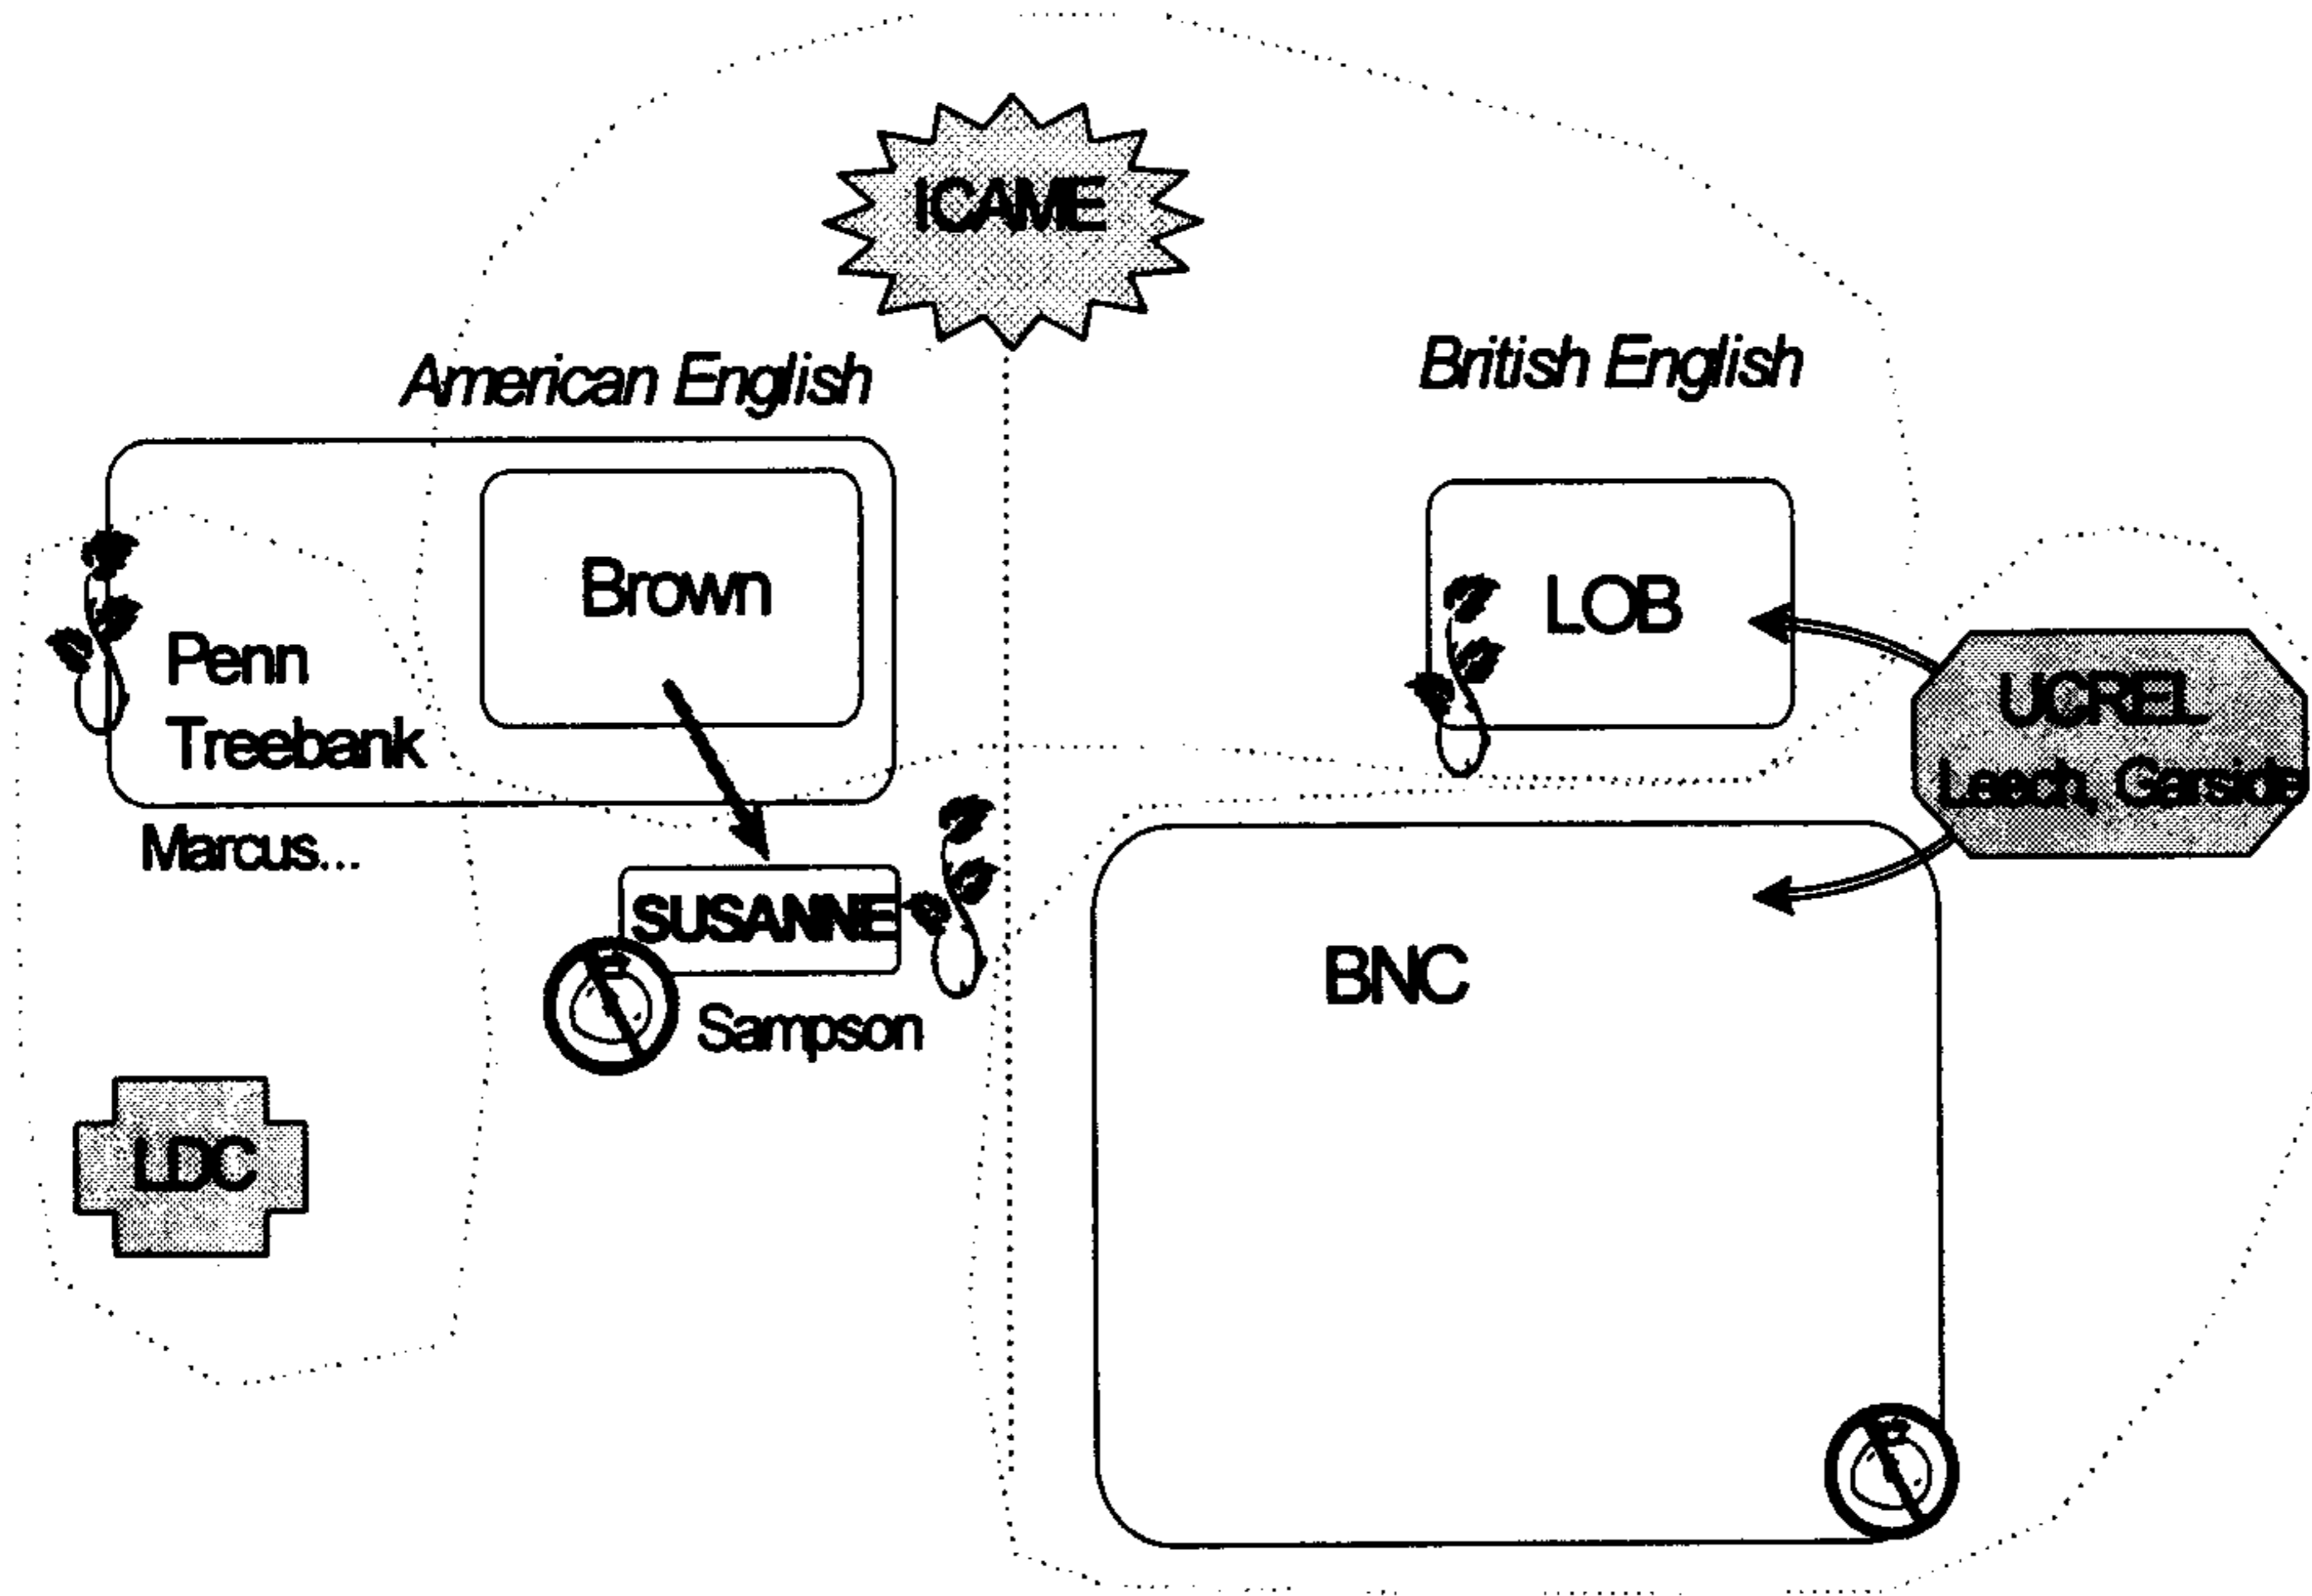 ICAME
American English
British English
Brown
LOB
Penn
Treebank
UCREL
Leech, Garside
Marcus...
SUSANNE
BNC
Sampson
LDC